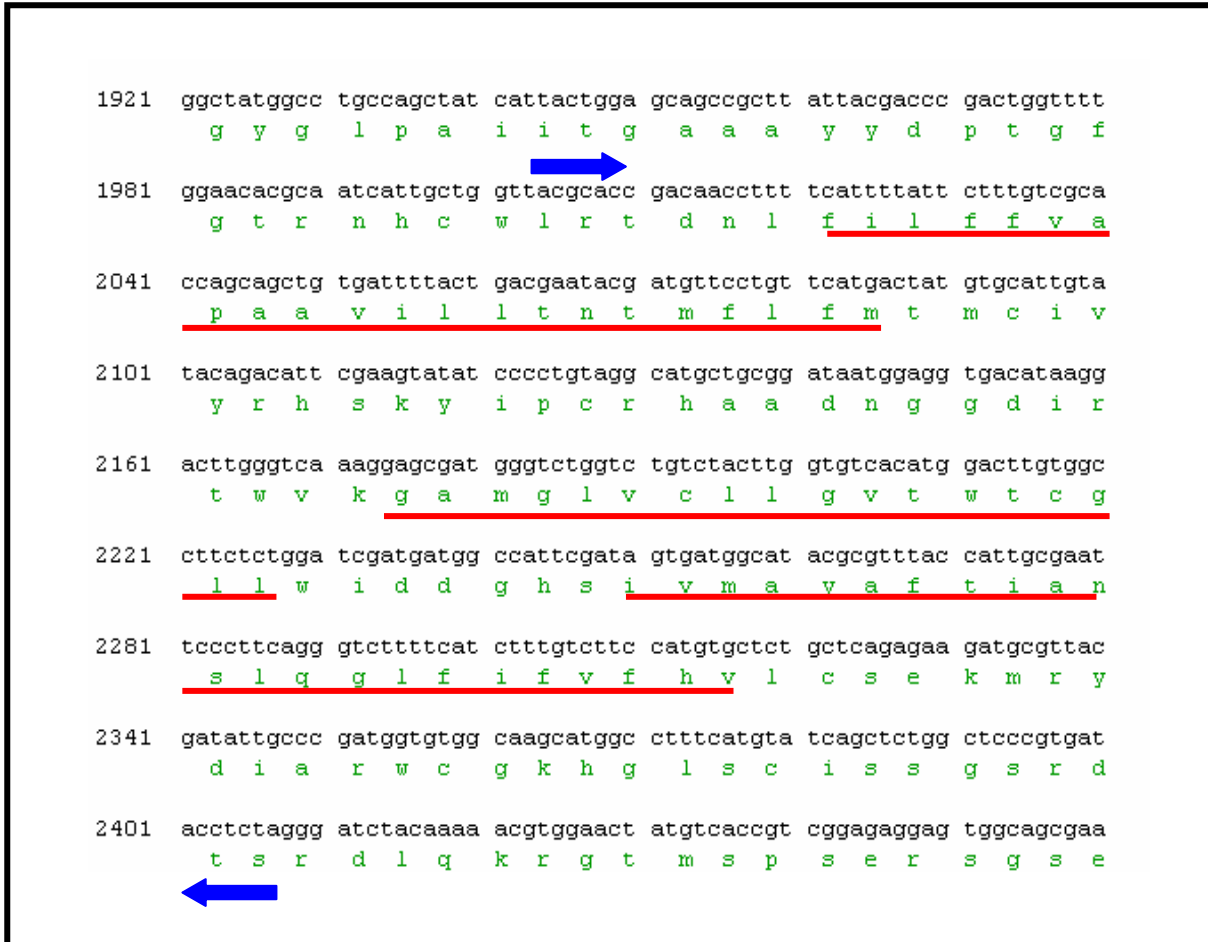 1921 ggctatggcc tgccagctat cattactgga gcagccgctt attacgaccc gactggtttt
g y g l p a i i t g a a a y y d p t g f
1981 ggaacacgca atcattgctg gttacgcacc gacaaccttt tcattttatt ctttgtcgca
g t r n h c w l r t d n l f i l f f v a
2041 ccagcagctg tgattttact gacgaatacg atgttcctgt tcatgactat gtgcattgta
p a a v i l l t n t m f l f m t m c i v
2101 tacagacatt cgaagtatat cccctgtagg catgctgcgg ataatggagg tgacataagg
y r h s k y i p c r h a a d n g g d i r
2161 acttgggtca aaggagcgat gggtctggtc tgtctacttg gtgtcacatg gacttgtggc
t w v k g a m g l v c l l g v t w t c g
2221 cttctctgga tcgatgatgg ccattcgata gtgatggcat acgcgtttac cattgcgaat
l l w i d d g h s i v m a y a f t i a n
2281 tcccttcagg gtcttttcat ctttgtcttc catgtgctct gctcagagaa gatgcgttac
s l q g l f i f v f h v l c s e k m r y
2341 gatattgccc gatggtgtgg caagcatggc ctttcatgta tcagctctgg ctcccgtgat
d i a r w c g k h g l s c i s s g s r d
2401 acctctaggg atctacaaaa acgtggaact atgtcaccgt cggagaggag tggcagcgaa
t s r d l q k r g t m s p s e r s g s e